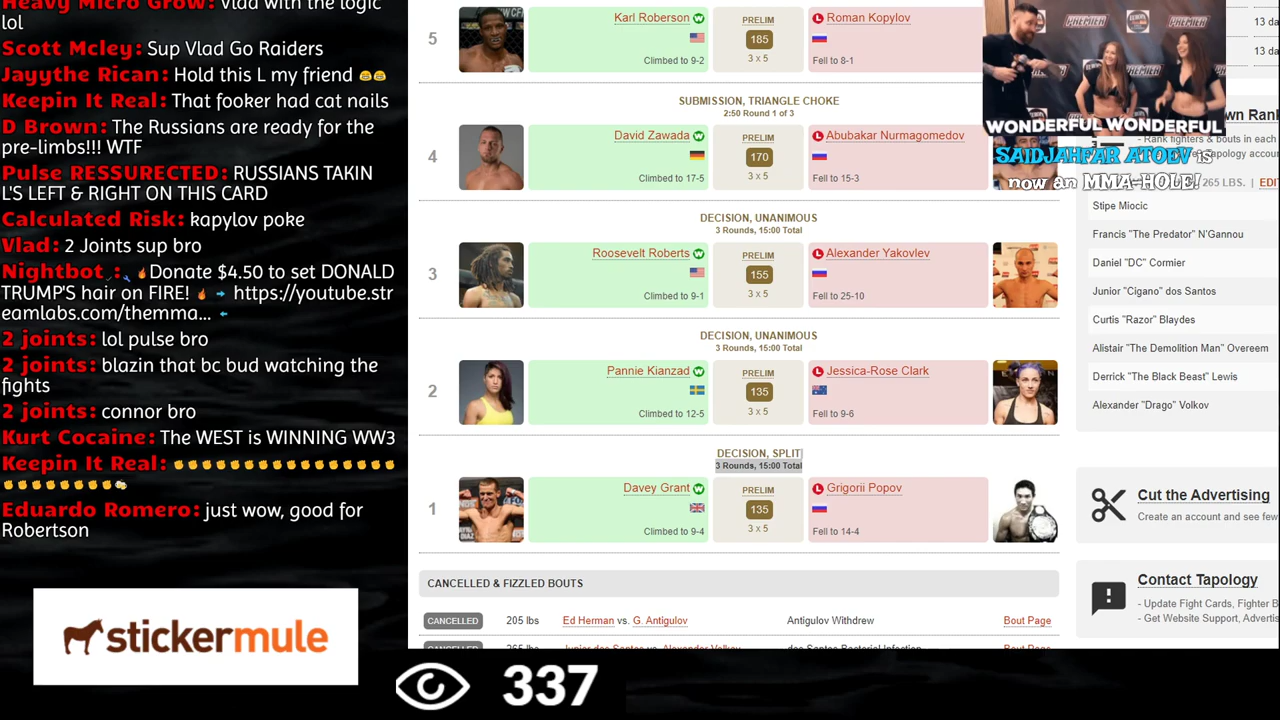 Heavy Micro Grow: Vlad with the logic
lol
Scott Mcley: Sup Vlad Go Raiders
Jayythe Rican: Hold this L my friend 😂😂
Keepin It Real: That fooker had cat nails
D Brown: The Russians are ready for the
pre-limbs!!! WTF
Pulse RESSURECTED: RUSSIANS TAKIN
L'S LEFT & RIGHT ON THIS CARD
Calculated Risk: kapylov poke
Vlad: 2 Joints sup bro
Nightbot : 🔥Donate $4.50 to set DONALD
TRUMP'S hair on FIRE! 🔥 ➡ https://youtube.str
eamlabs.com/themma... ⬅
2 joints: lol pulse bro
2 joints: blazin that bc bud watching the
fights
2 joints: connor bro
Kurt Cocaine: The WEST is WINNING WW3
Keepin It Real:
Eduardo Romero: just wow, good for
Robertson
stickermule
337
5
Karl Roberson W
Climbed to 9-2
PRELIM
185
3 x 5
L Roman Kopylov
Fell to 8-1
SUBMISSION, TRIANGLE CHOKE
2:50 Round 1 of 3
4
David Zawada W
Climbed to 17-5
PRELIM
170
3 x 5
L Abubakar Nurmagomedov
Fell to 15-3
DECISION, UNANIMOUS
3 Rounds, 15:00 Total
3
Roosevelt Roberts W
Climbed to 9-1
PRELIM
155
3 x 5
L Alexander Yakovlev
Fell to 25-10
DECISION, UNANIMOUS
3 Rounds, 15:00 Total
2
Pannie Kianzad W
Climbed to 12-5
PRELIM
135
3 x 5
L Jessica-Rose Clark
Fell to 9-6
DECISION, SPLIT
3 Rounds, 15:00 Total
1
Davey Grant W
Climbed to 9-4
PRELIM
135
3 x 5
L Grigorii Popov
Fell to 14-4
CANCELLED & FIZZLED BOUTS
CANCELLED 205 lbs Ed Herman vs. G. Antigulov Antigulov Withdrew Bout Page
PREMIER
WONDERFUL WONDERFUL
SAIDJAHFAR ATOEV is
now an MMA-HOLE!
13 da
13 da
wn Rank
Rank fighters & bouts in each
265 LBS. | EDI
Stipe Miocic
Francis "The Predator" N'Gannou
Daniel "DC" Cormier
Junior "Cigano" dos Santos
Curtis "Razor" Blaydes
Alistair "The Demolition Man" Overeem
Derrick "The Black Beast" Lewis
Alexander "Drago" Volkov
Cut the Advertising
Create an account and see few
Contact Tapology
- Update Fight Cards, Fighter B
- Get Website Support, Advertis